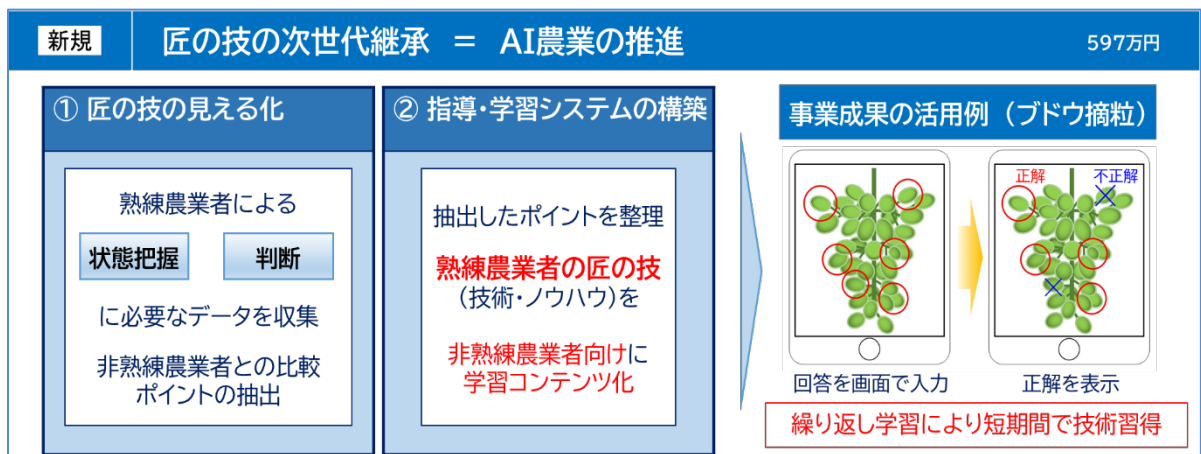 新規
匠の技の次世代継承 ＝ AI農業の推進
597万円
① 匠の技の見える化
熟練農業者による
状態把握
判断
に必要なデータを収集
非熟練農業者との比較
ポイントの抽出
② 指導・学習システムの構築
抽出したポイントを整理
熟練農業者の匠の技
(技術・ノウハウ)を
非熟練農業者向けに
学習コンテンツ化
事業成果の活用例（ブドウ摘粒）
正解
不正解
回答を画面で入力
正解を表示
繰り返し学習により短期間で技術習得